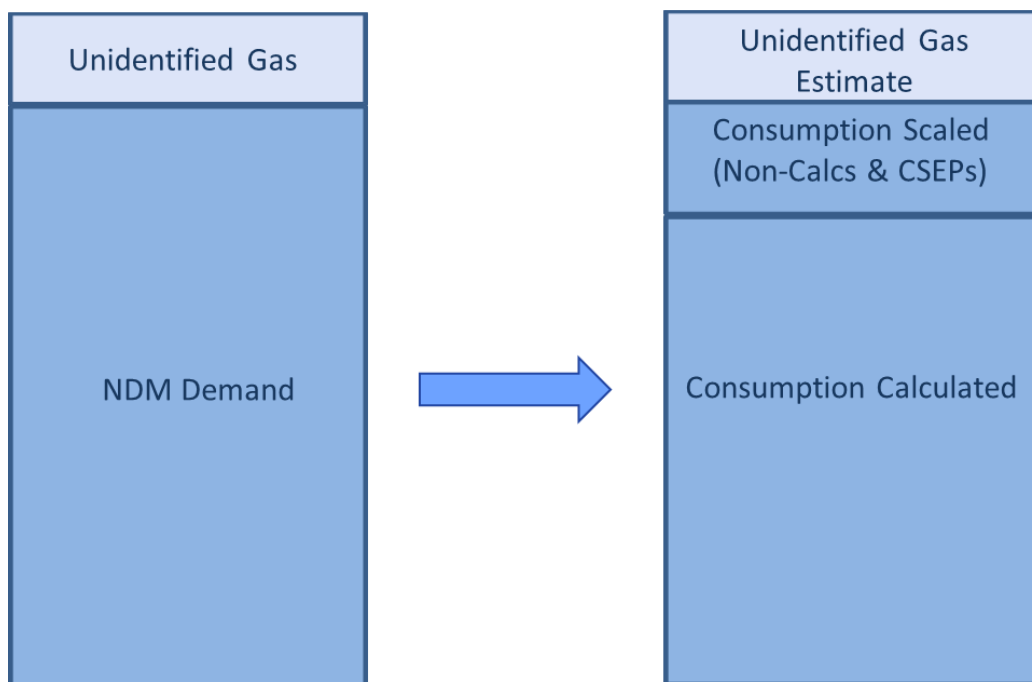 Unidentified Gas
NDM Demand
Unidentified Gas
Estimate
Consumption Scaled
(Non-Calcs & CSEPs)
Consumption Calculated